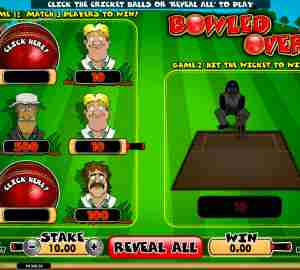 CLICK THE CRICKET BALLS OR 'REVEAL ALL' TO PLAY
GAME 1: MATCH 3 PLAYERS TO WIN!
BOWLED
OVER
GAME 2: HIT THE WICKET TO WIN
CLICK HERE!
10
500
10
CLICK HERE!
100
10
STAKE
10.00
REVEAL ALL
WIN
0.00